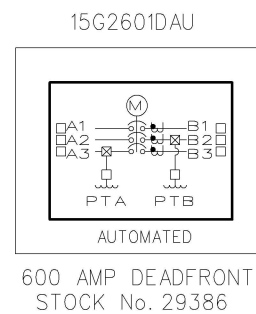 15G2601DAU
M
A1 B1
A2 B2
A3 B3
PTA PTB
AUTOMATED
600 AMP DEADFRONT
STOCK No. 29386